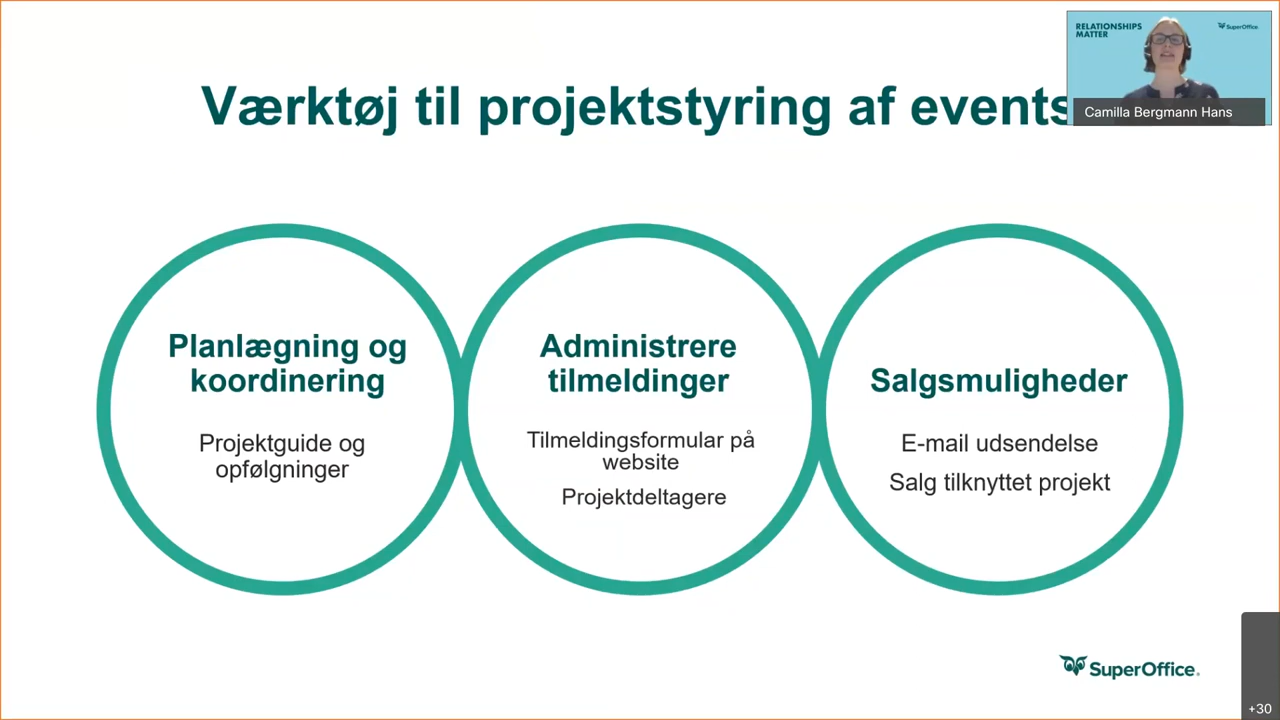 RELATIONSHIPS
MATTER
SuperOffice
Camilla Bergmann Hans
Værktøj til projektstyring af events
Planlægning og
koordinering
Projektguide og
opfølgninger
Administrere
tilmeldinger
Tilmeldingsformular på
website
Projektdeltagere
Salgsmuligheder
E-mail udsendelse
Salg tilknyttet projekt
SuperOffice®
+30